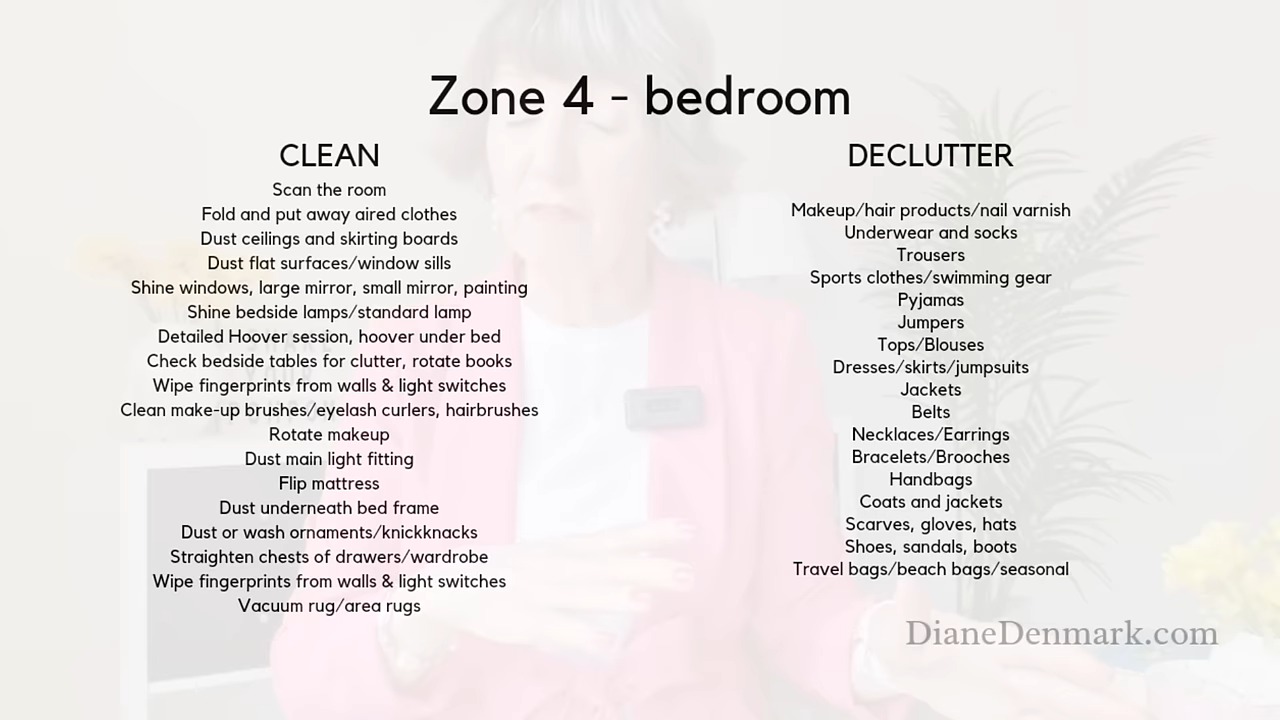 Zone 4 - bedroom
CLEAN
Scan the room
Fold and put away aired clothes
Dust ceilings and skirting boards
Dust flat surfaces/window sills
Shine windows, large mirror, small mirror, painting
Shine bedside lamps/standard lamp
Detailed Hoover session, hoover under bed
Check bedside tables for clutter, rotate books
Wipe fingerprints from walls & light switches
Clean make-up brushes/eyelash curlers, hairbrushes
Rotate makeup
Dust main light fitting
Flip mattress
Dust underneath bed frame
Dust or wash ornaments/knickknacks
Straighten chests of drawers/wardrobe
Wipe fingerprints from walls & light switches
Vacuum rug/area rugs
DECLUTTER
Makeup/hair products/nail varnish
Underwear and socks
Trousers
Sports clothes/swimming gear
Pyjamas
Jumpers
Tops/Blouses
Dresses/skirts/jumpsuits
Jackets
Belts
Necklaces/Earrings
Bracelets/Brooches
Handbags
Coats and jackets
Scarves, gloves, hats
Shoes, sandals, boots
Travel bags/beach bags/seasonal
DianeDenmark.com